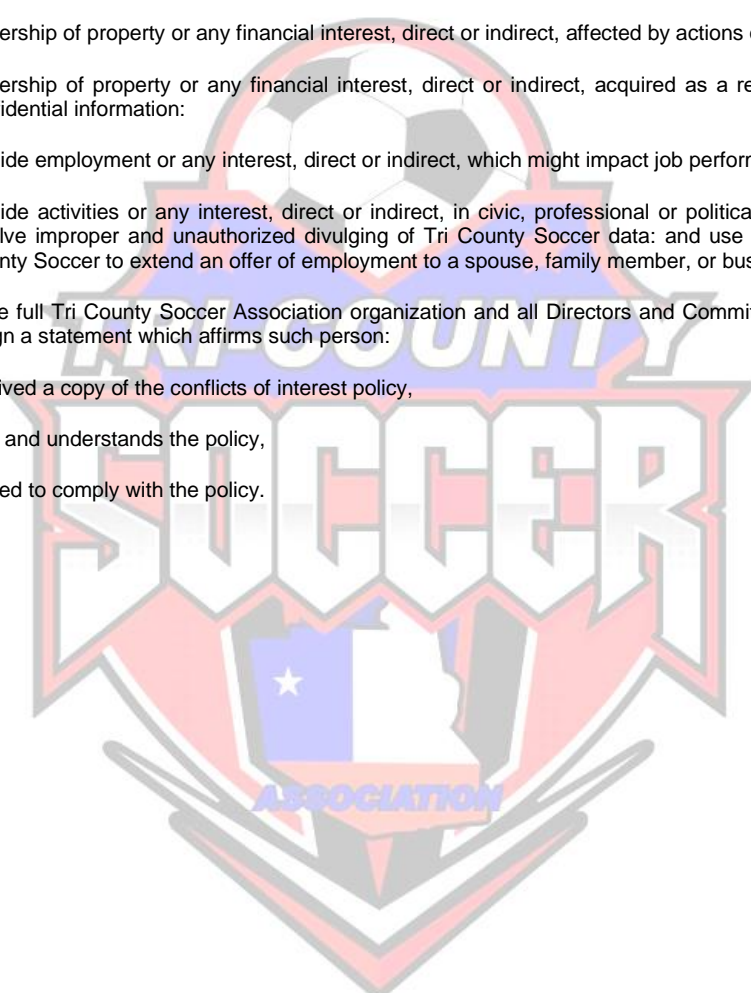 ership of property or any financial interest, direct or indirect, affected by actions
ership of property or any financial interest, direct or indirect, acquired as a re
idential information:
ide employment or any interest, direct or indirect, which might impact job perforn
ide activities or any interest, direct or indirect, in civic, professional or politica
lve improper and unauthorized divulging of Tri County Soccer data: and use
nty Soccer to extend an offer of employment to a spouse, family member, or bus
e full Tri County Soccer Association organization and all Directors and Commit
gn a statement which affirms such person:
ived a copy of the conflicts of interest policy,
and understands the policy,
ed to comply with the policy.
TRI-COUNTY
SOCCER
ASSOCIATION